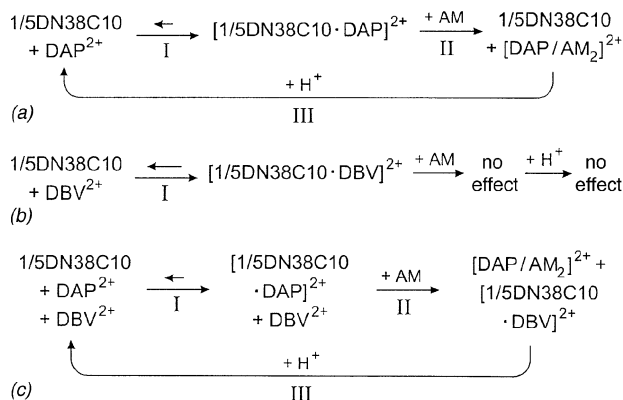 1/5DN38C10 + DAP²⁺ I [1/5DN38C10 · DAP]²⁺ + AM II 1/5DN38C10 + [DAP/AM₂]²⁺
+ H⁺
III
(a)
1/5DN38C10 + DBV²⁺ I [1/5DN38C10 · DBV]²⁺ + AM no effect + H⁺ no effect
(b)
1/5DN38C10 + DAP²⁺ + DBV²⁺ I [1/5DN38C10 · DAP]²⁺ + DBV²⁺ + AM II [DAP/AM₂]²⁺ + [1/5DN38C10 · DBV]²⁺
+ H⁺
III
(c)